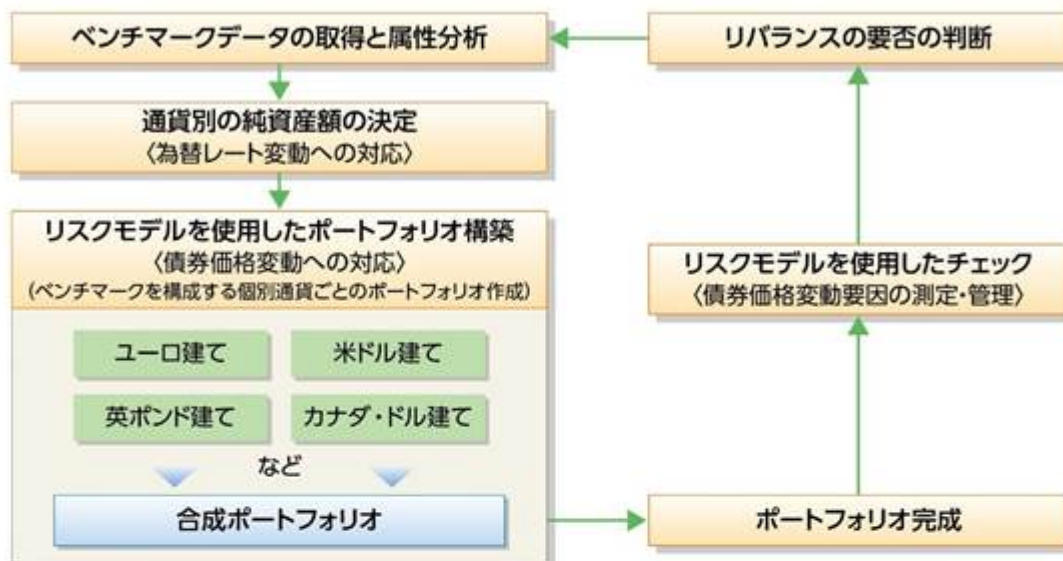 ベンチマークデータの取得と属性分析
リバランスの要否の判断
通貨別の純資産額の決定
〈為替レート変動への対応〉
リスクモデルを使用したポートフォリオ構築
〈債券価格変動への対応〉
(ベンチマークを構成する個別通貨ごとのポートフォリオ作成)
リスクモデルを使用したチェック
〈債券価格変動要因の測定・管理〉
ユーロ建て
米ドル建て
英ポンド建て
カナダ・ドル建て
など
合成ポートフォリオ
ポートフォリオ完成